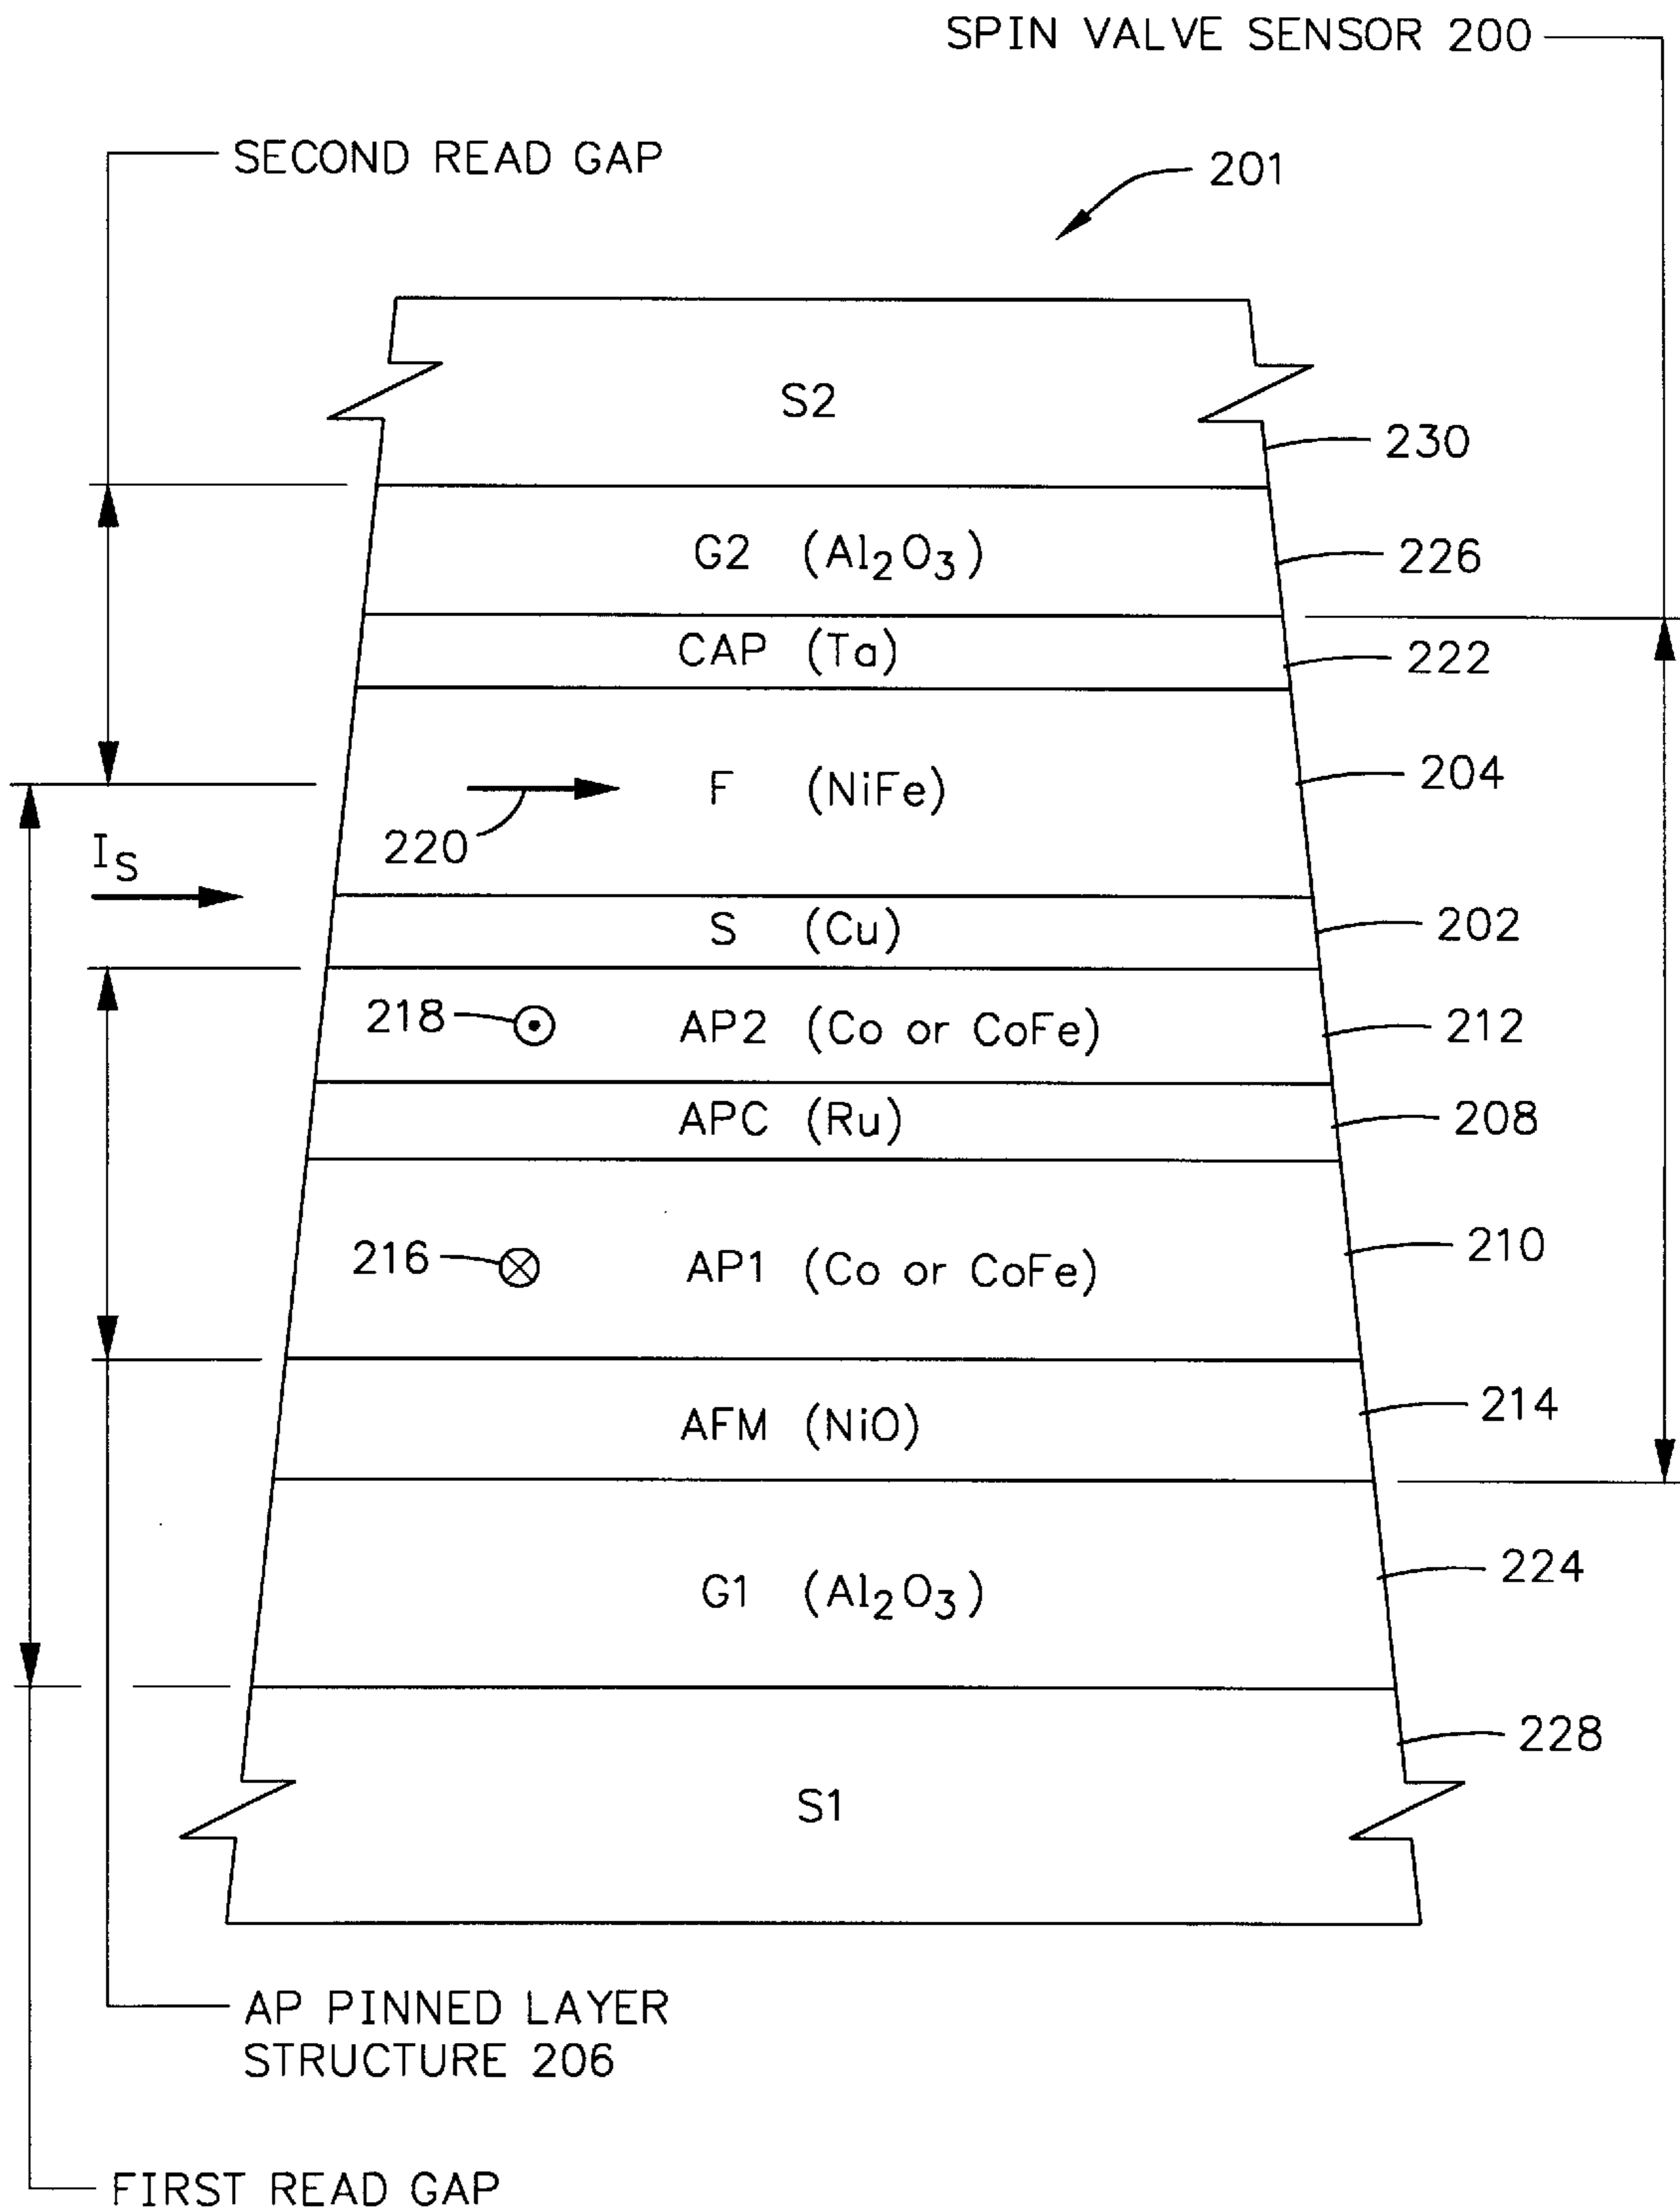 SPIN VALVE SENSOR 200
SECOND READ GAP
201
S2
230
G2 (Al₂O₃)
226
CAP (Ta)
222
F (NiFe)
204
220
I_S
S (Cu)
202
218
AP2 (Co or CoFe)
212
APC (Ru)
208
216
AP1 (Co or CoFe)
210
AFM (NiO)
214
G1 (Al₂O₃)
224
228
S1
AP PINNED LAYER
STRUCTURE 206
FIRST READ GAP